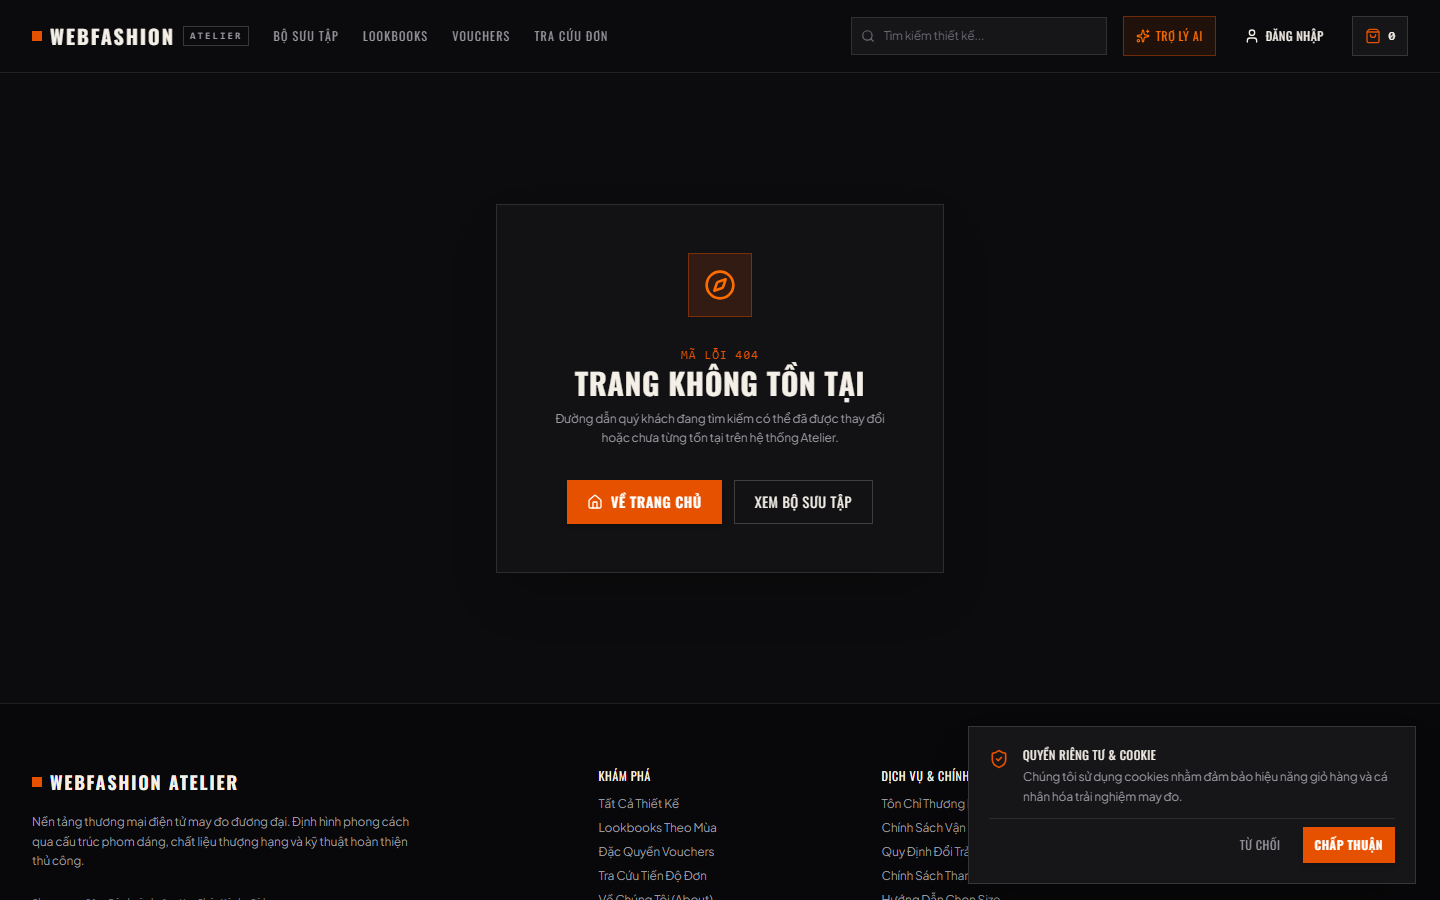 WEBFASHION ATELIER BỘ SƯU TẬP LOOKBOOKS VOUCHERS TRA CỨU ĐƠN Tìm kiếm thiết kế... TRỢ LÝ AI ĐĂNG NHẬP 0
MÃ LỖI 404
TRANG KHÔNG TỒN TẠI
Đường dẫn quý khách đang tìm kiếm có thể đã được thay đổi
hoặc chưa từng tồn tại trên hệ thống Atelier.
VỀ TRANG CHỦ XEM BỘ SƯU TẬP
WEBFASHION ATELIER
Nền tảng thương mại điện tử may đo đương đại. Định hình phong cách
qua cấu trúc phom dáng, chất liệu thượng hạng và kỹ thuật hoàn thiện
thủ công.
KHÁM PHÁ
Tất Cả Thiết Kế
Lookbooks Theo Mùa
Đặc Quyền Vouchers
Tra Cứu Tiến Độ Đơn
Về Chúng Tôi (About)
DỊCH VỤ & CHÍNH
Tôn Chỉ Thương
Chính Sách Vận
Quy Định Đổi Trả
Chính Sách Than
Hướng Dẫn Chọn Size
QUYỀN RIÊNG TƯ & COOKIE
Chúng tôi sử dụng cookies nhằm đảm bảo hiệu năng giỏ hàng và cá
nhân hóa trải nghiệm may đo.
TỪ CHỐI CHẤP THUẬN